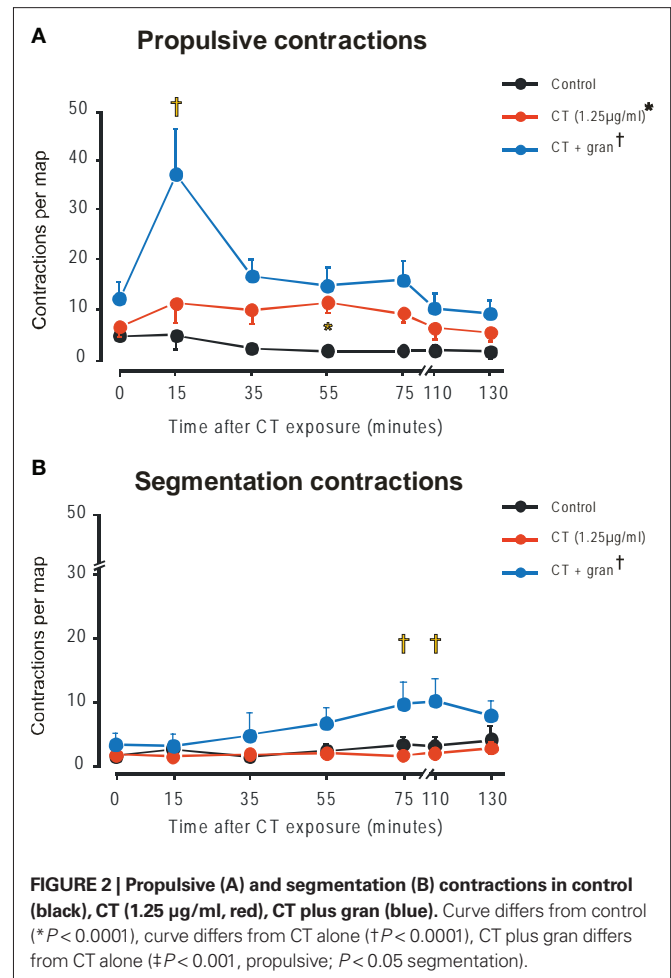 A
Propulsive contractions
Control
CT (1.25µg/ml)*
CT + gran†
50
40
30
20
10
0
Contractions per map
†
*
0 15 35 55 75 110 130
Time after CT exposure (minutes)
B
Segmentation contractions
Control
CT (1.25µg/ml)
CT + gran†
50
30
20
10
0
Contractions per map
† †
0 15 35 55 75 110 130
Time after CT exposure (minutes)
FIGURE 2 | Propulsive (A) and segmentation (B) contractions in control
(black), CT (1.25 µg/ml, red), CT plus gran (blue). Curve differs from control
(*P < 0.0001), curve differs from CT alone (†P < 0.0001), CT plus gran differs
from CT alone (‡P < 0.001, propulsive; P < 0.05 segmentation).